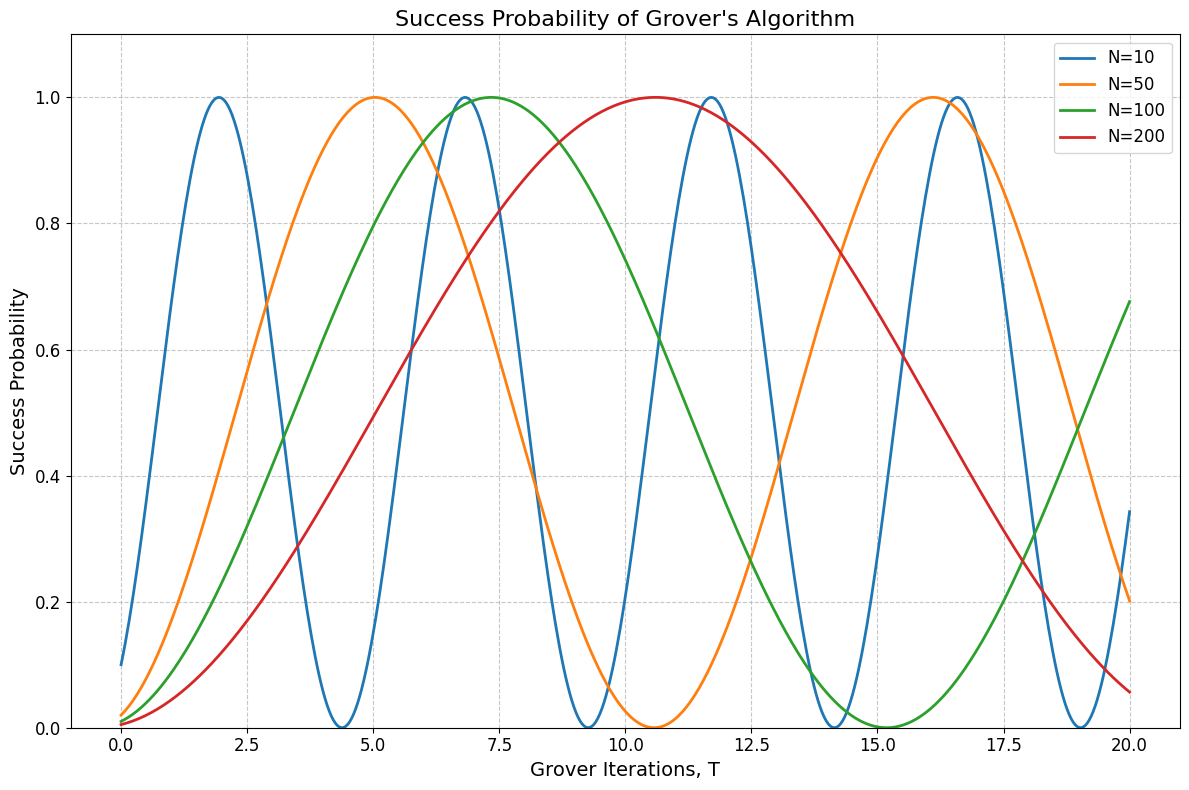 Success Probability of Grover's Algorithm
N=10
N=50
N=100
N=200
Success Probability
1.0
0.8
0.6
0.4
0.2
0.0
0.0 2.5 5.0 7.5 10.0 12.5 15.0 17.5 20.0
Grover Iterations, T